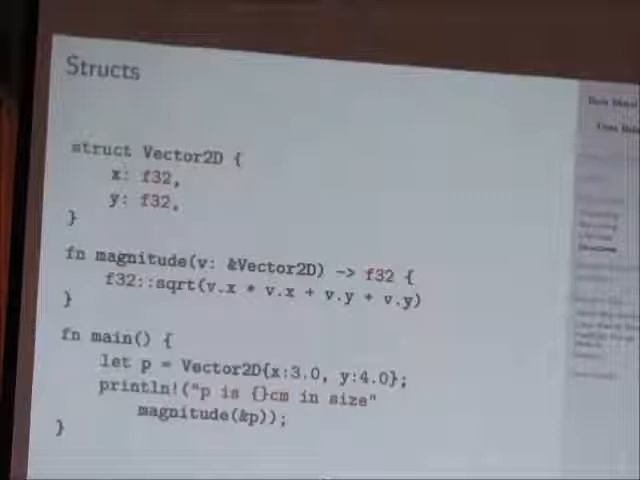 Structs
struct Vector2D {
x: f32,
y: f32,
}
fn magnitude(v: &Vector2D) -> f32 {
f32::sqrt(v.x * v.x + v.y + v.y)
}
fn main() {
let p = Vector2D{x:3.0, y:4.0};
println!("p is {}cm in size"
magnitude(&p));
}